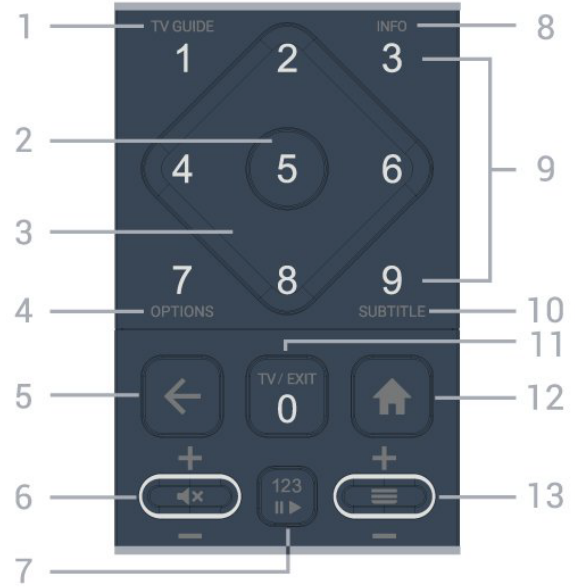 1 TV GUIDE INFO 8
1 2 3
2
4 5 6 9
3
7 8 9
4 OPTIONS SUBTITLE 10
11
5 TV / EXIT 12
0
+ +
6 123 13
− −
7